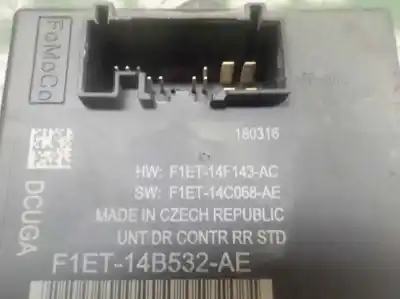 FoMoCo
180316
HW: F1ET-14F143-AC
SW: F1ET-14C068-AE
MADE IN CZECH REPUBLIC
UNT DR CONTR RR STD
DCUGA
F1ET-14B532-AE